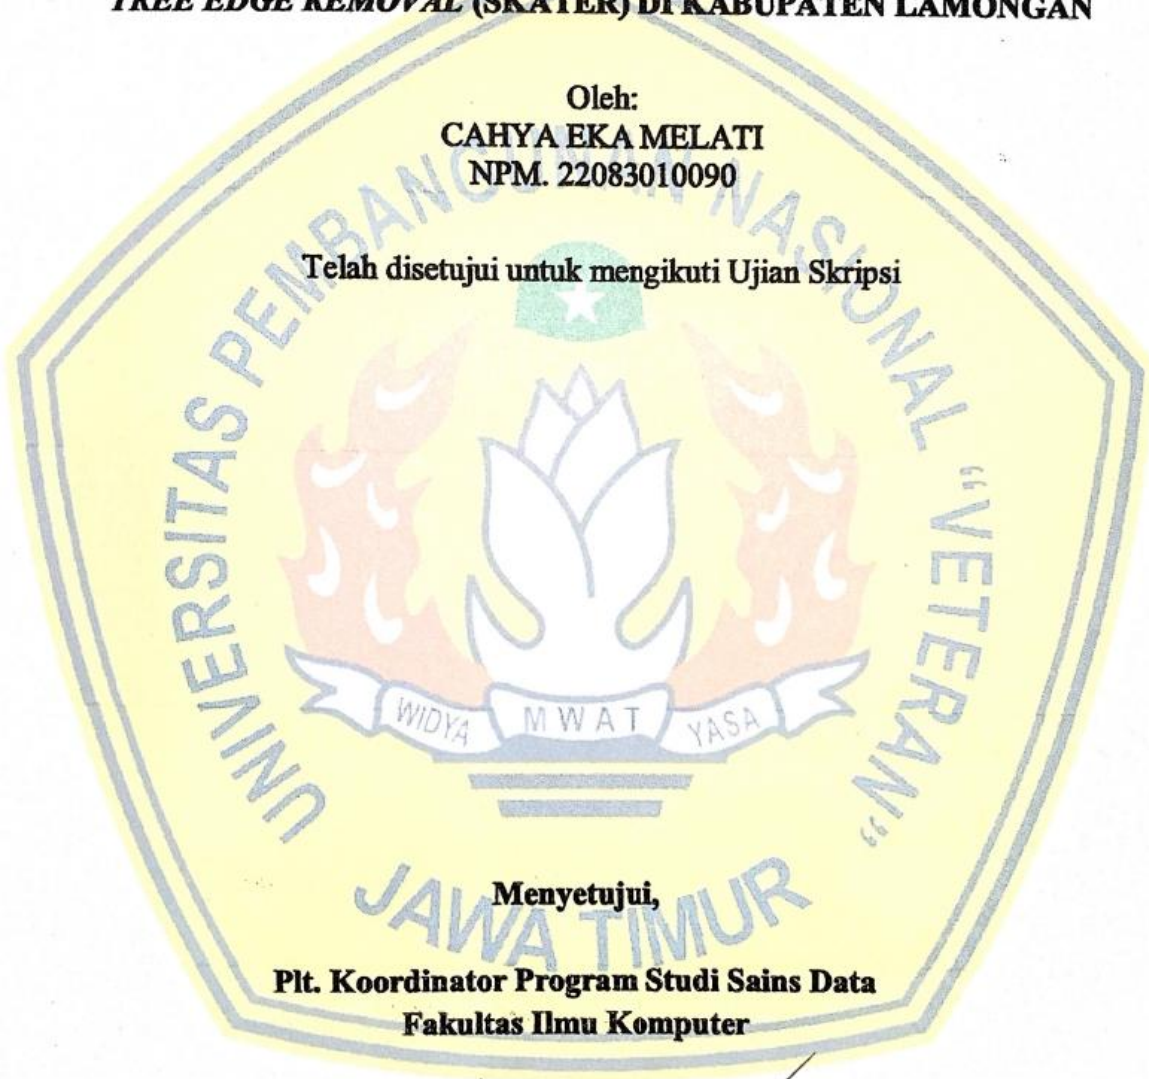 TREE EDGE REMOVAL (SKATER) DI KABUPATEN LAMONGAN
Oleh:
CAHYA EKA MELATI
NPM. 22083010090
Telah disetujui untuk mengikuti Ujian Skripsi
UNIVERSITAS PEMBANGUNAN NASIONAL “VETERAN”
WIDYA MWAT YASA
JAWA TIMUR
Menyetujui,
Plt. Koordinator Program Studi Sains Data
Fakultas Ilmu Komputer